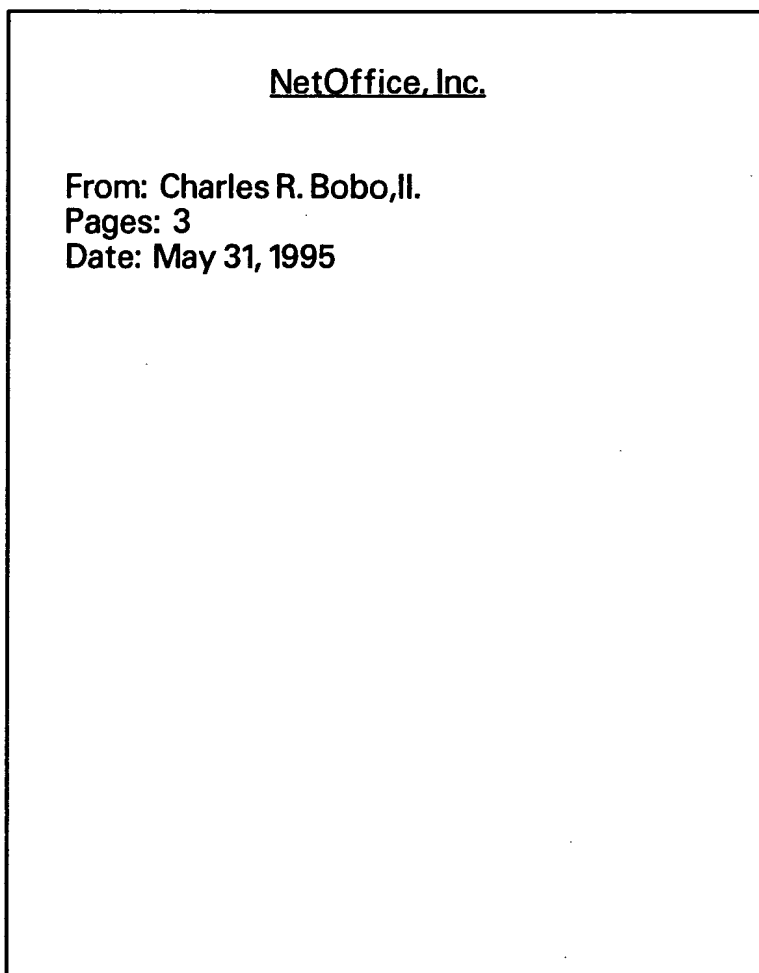 NetOffice, Inc.
From: Charles R. Bobo,II.
Pages: 3
Date: May 31, 1995